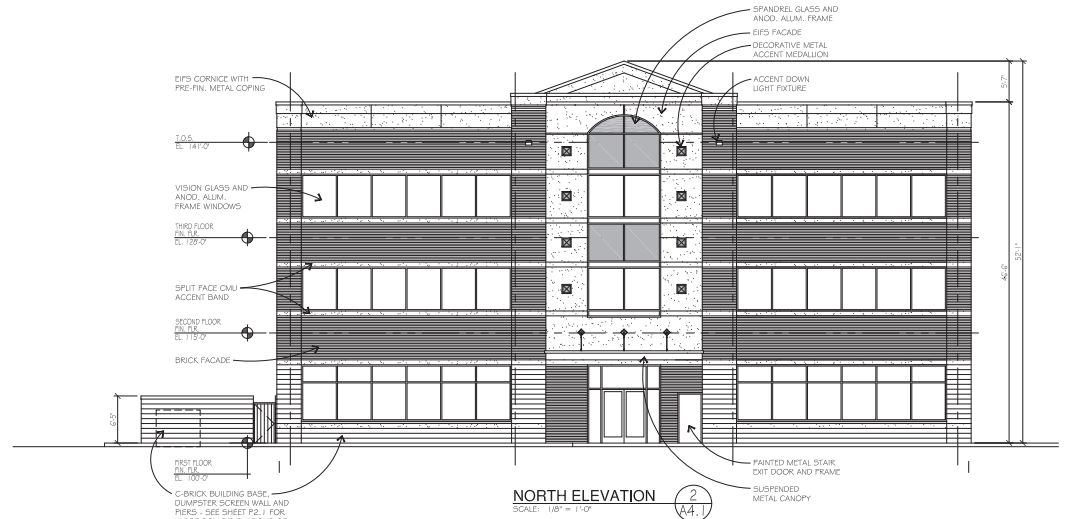 SPANDREL GLASS AND
ANOD. ALUM. FRAME
EIFS FACADE
DECORATIVE METAL
ACCENT MEDALLION
ACCENT DOWN
LIGHT FIXTURE
EIFS CORNICE WITH
PRE-FIN. METAL COPING
T.O.S.
EL. 141'-0"
VISION GLASS AND
ANOD. ALUM.
FRAME WINDOWS
THIRD FLOOR
FIN. FLR.
EL. 128'-0"
SPLIT FACE CMU
ACCENT BAND
SECOND FLOOR
FIN. FLR.
EL. 115'-0"
BRICK FACADE
6'-5"
FIRST FLOOR
FIN. FLR.
EL. 100'-0"
C-BRICK BUILDING BASE,
DUMPSTER SCREEN WALL AND
PIERS - SEE SHEET P2.1 FOR
5'-7"
52'-1"
46'-6"
PAINTED METAL STAIR
EXIT DOOR AND FRAME
SUSPENDED
METAL CANOPY
NORTH ELEVATION
SCALE: 1/8" = 1'-0"
2
A4.1